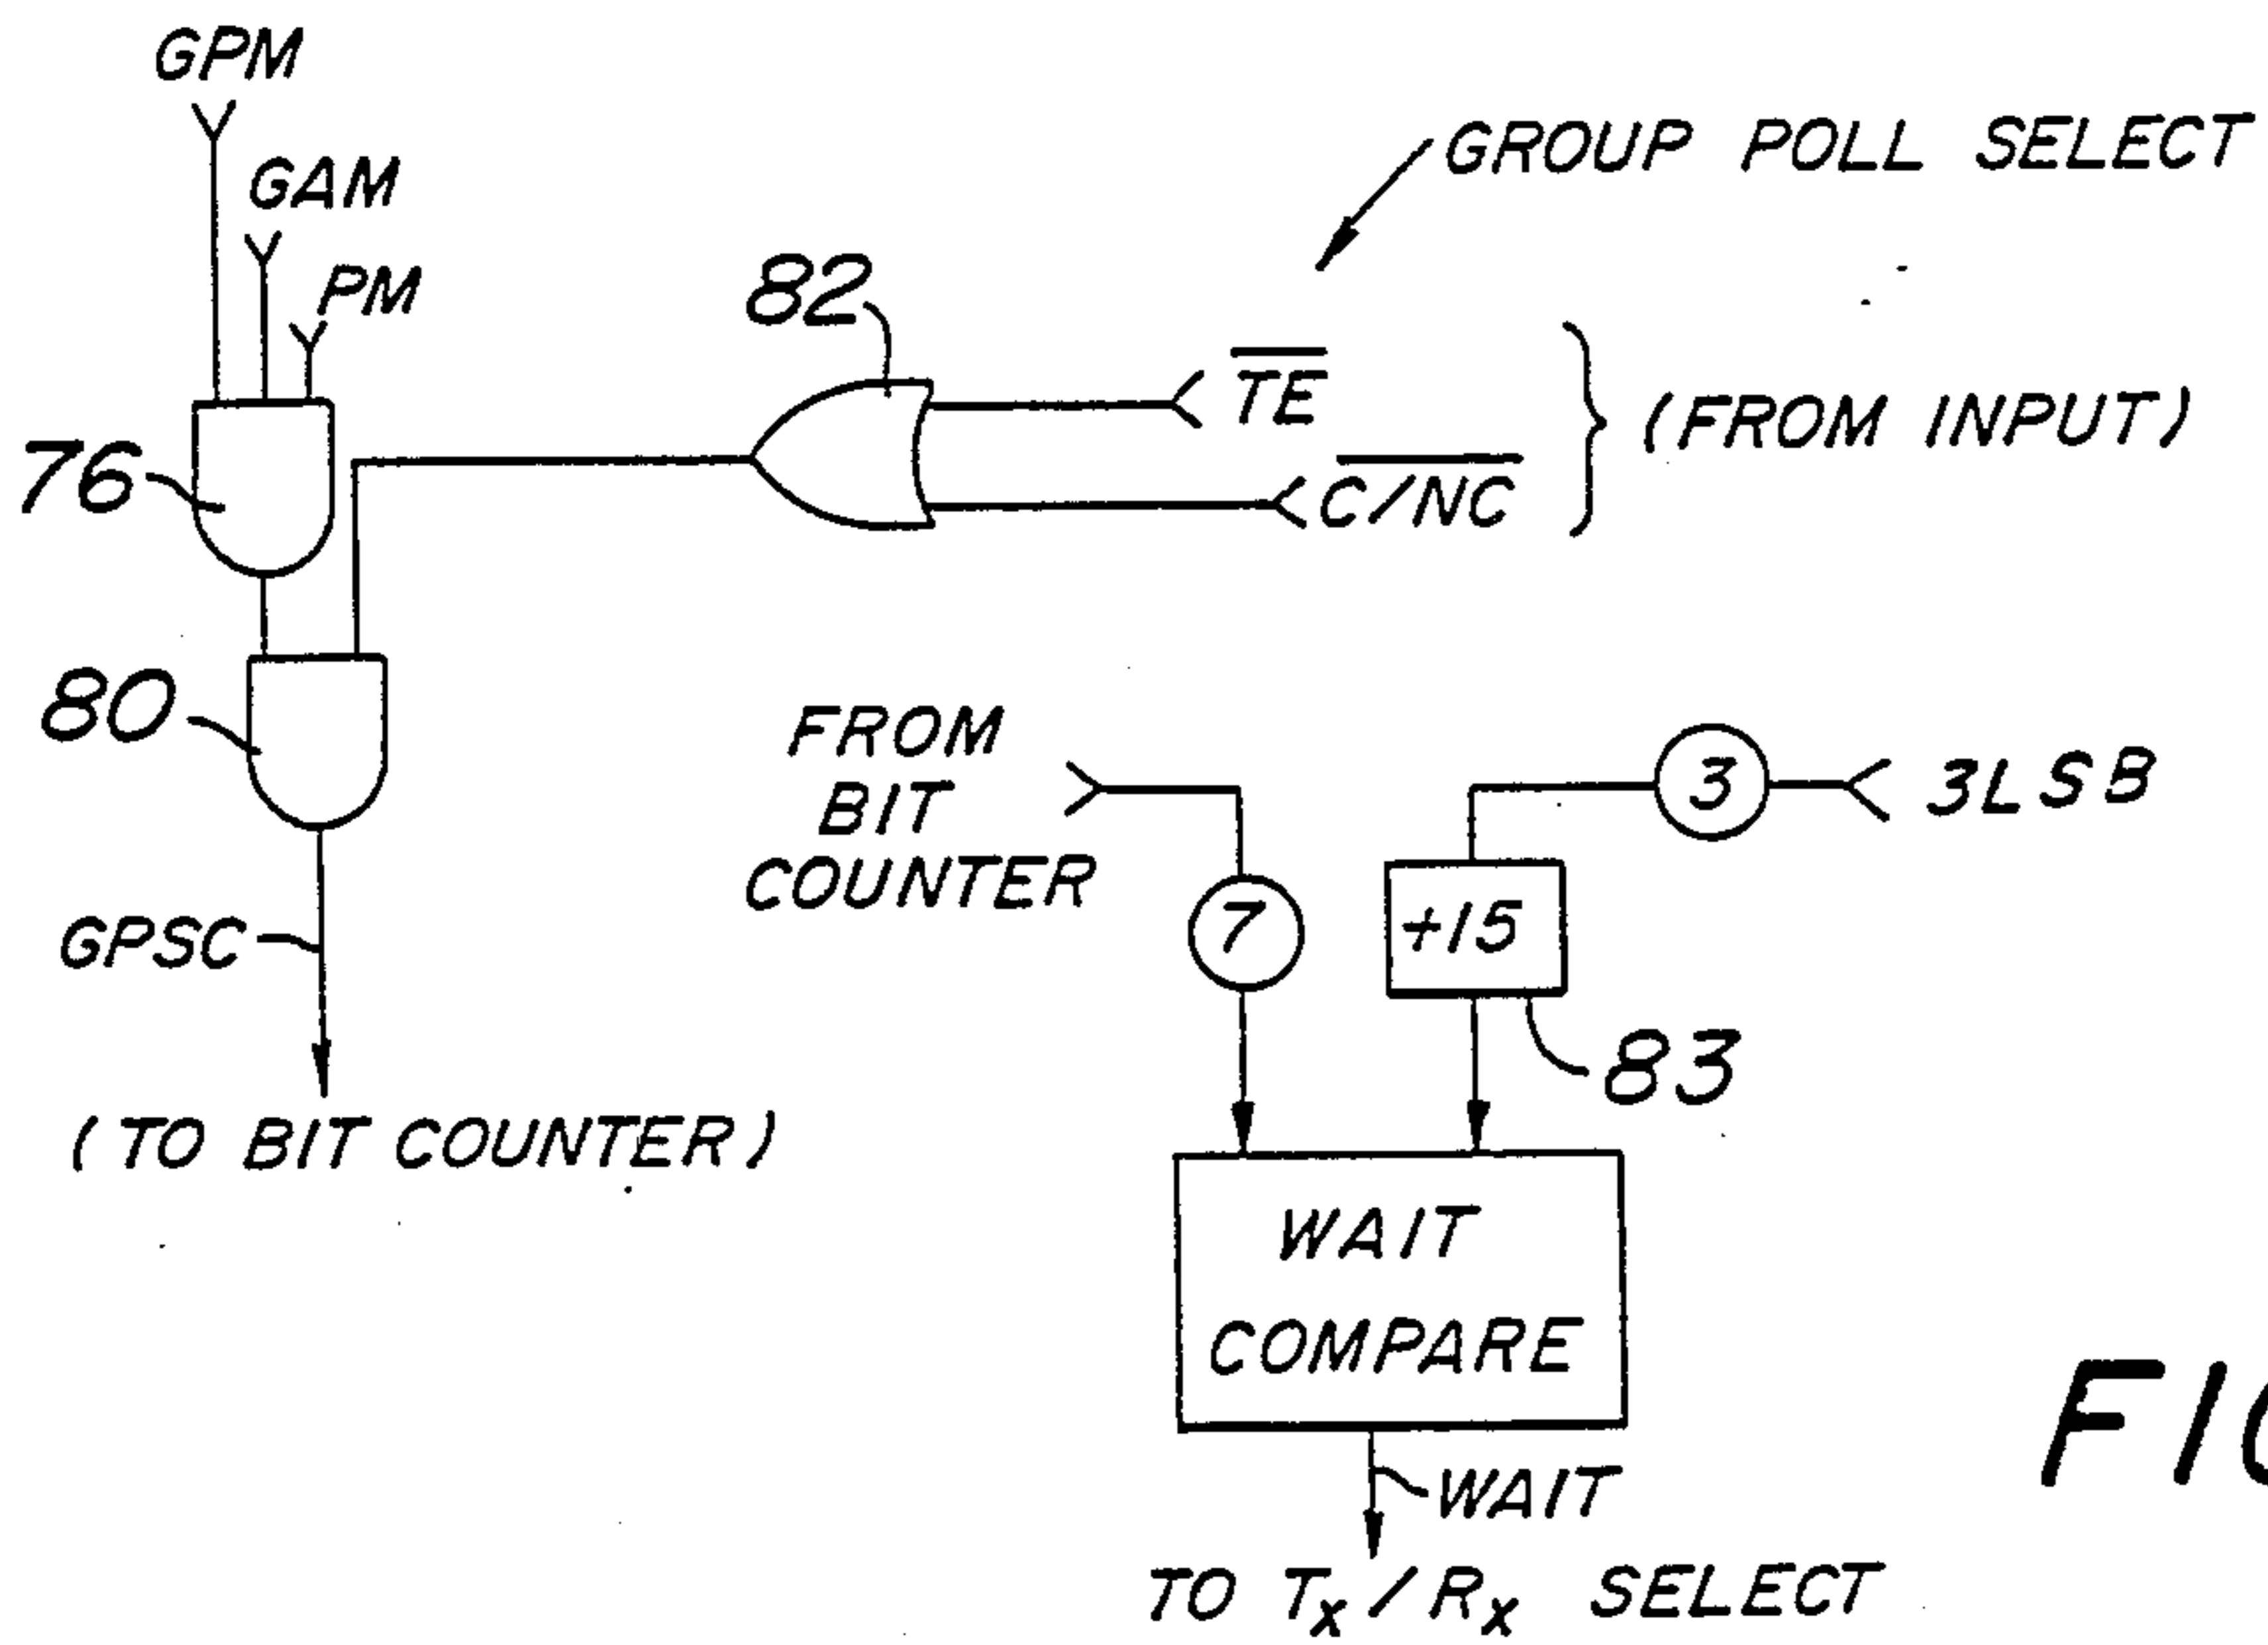 GPM
GAM
PM
GROUP POLL SELECT
82
TE
(FROM INPUT)
C/NC
76
80
FROM
BIT
COUNTER
3
3LSB
7
+15
GPSC
83
(TO BIT COUNTER)
WAIT
COMPARE
WAIT
TO Tx/Rx SELECT